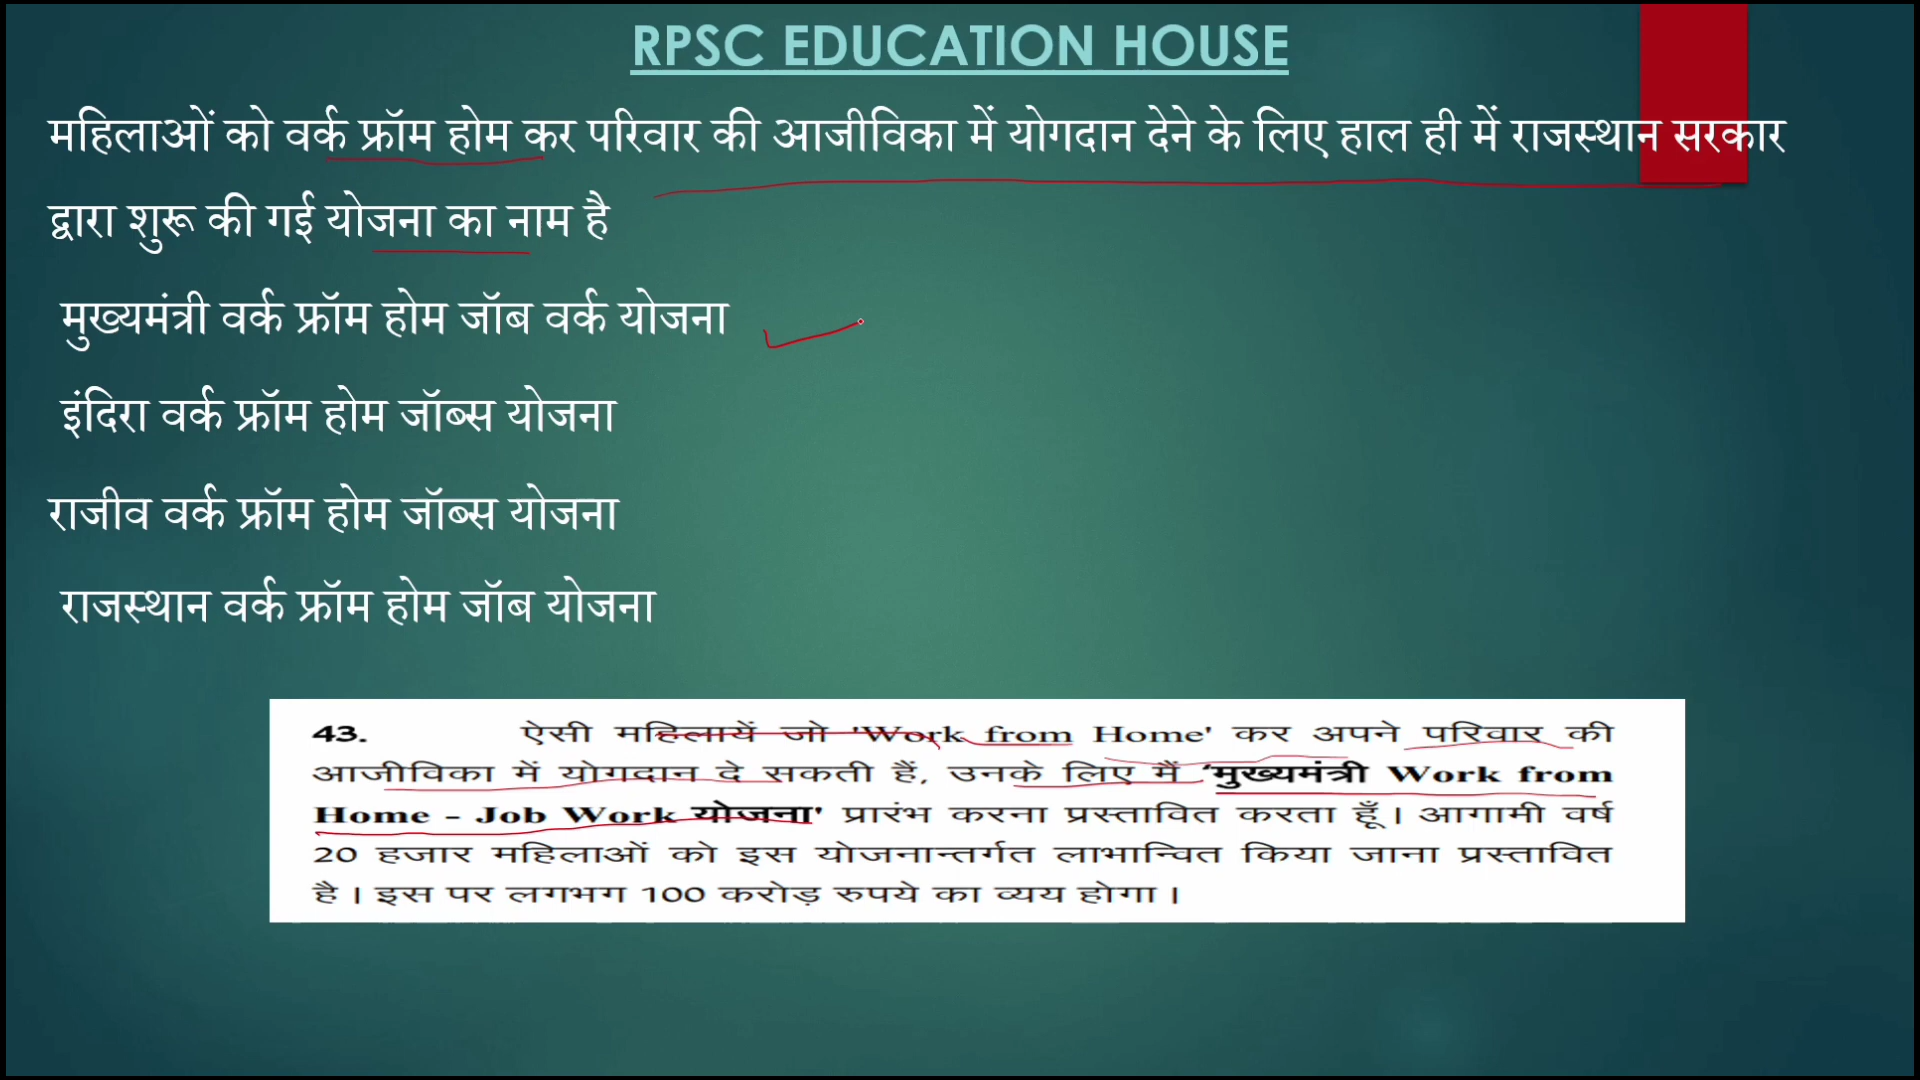 RPSC EDUCATION HOUSE
महिलाओं को वर्क फ्रॉम होम कर परिवार की आजीविका में योगदान देने के लिए हाल ही में राजस्थान सरकार
द्वारा शुरू की गई योजना का नाम है
मुख्यमंत्री वर्क फ्रॉम होम जॉब वर्क योजना
इंदिरा वर्क फ्रॉम होम जॉब्स योजना
राजीव वर्क फ्रॉम होम जॉब्स योजना
राजस्थान वर्क फ्रॉम होम जॉब योजना
43. ऐसी महिलायें जो 'Work from Home' कर अपने परिवार की
आजीविका में योगदान दे सकती हैं, उनके लिए मैं 'मुख्यमंत्री Work from
Home - Job Work योजना' प्रारंभ करना प्रस्तावित करता हूँ। आगामी वर्ष
20 हजार महिलाओं को इस योजनान्तर्गत लाभान्वित किया जाना प्रस्तावित
है। इस पर लगभग 100 करोड़ रुपये का व्यय होगा।